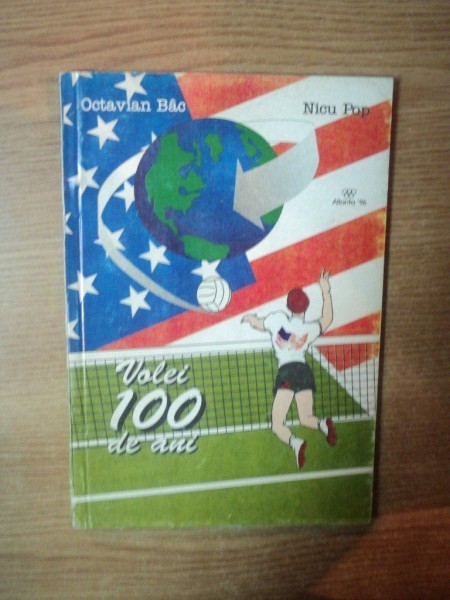 Octavian Bâc
Nicu Pop
Atlanta '96
Volei
100
de ani